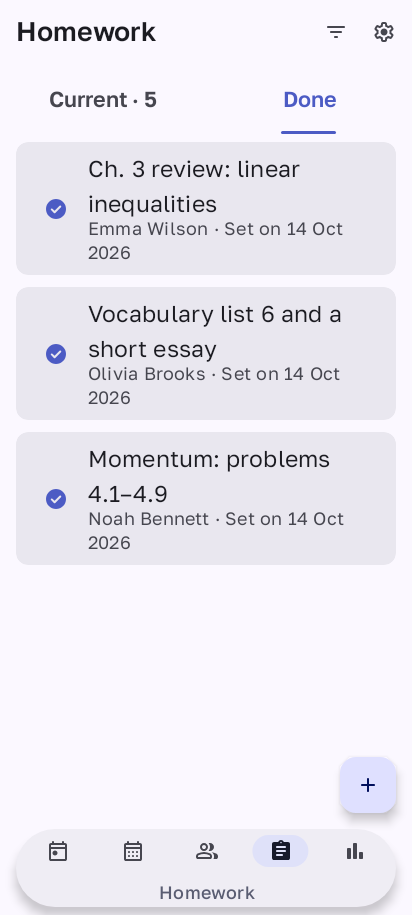 Homework
Current · 5
Done
Ch. 3 review: linear
inequalities
Emma Wilson · Set on 14 Oct
2026
Vocabulary list 6 and a
short essay
Olivia Brooks · Set on 14 Oct
2026
Momentum: problems
4.1–4.9
Noah Bennett · Set on 14 Oct
2026
Homework